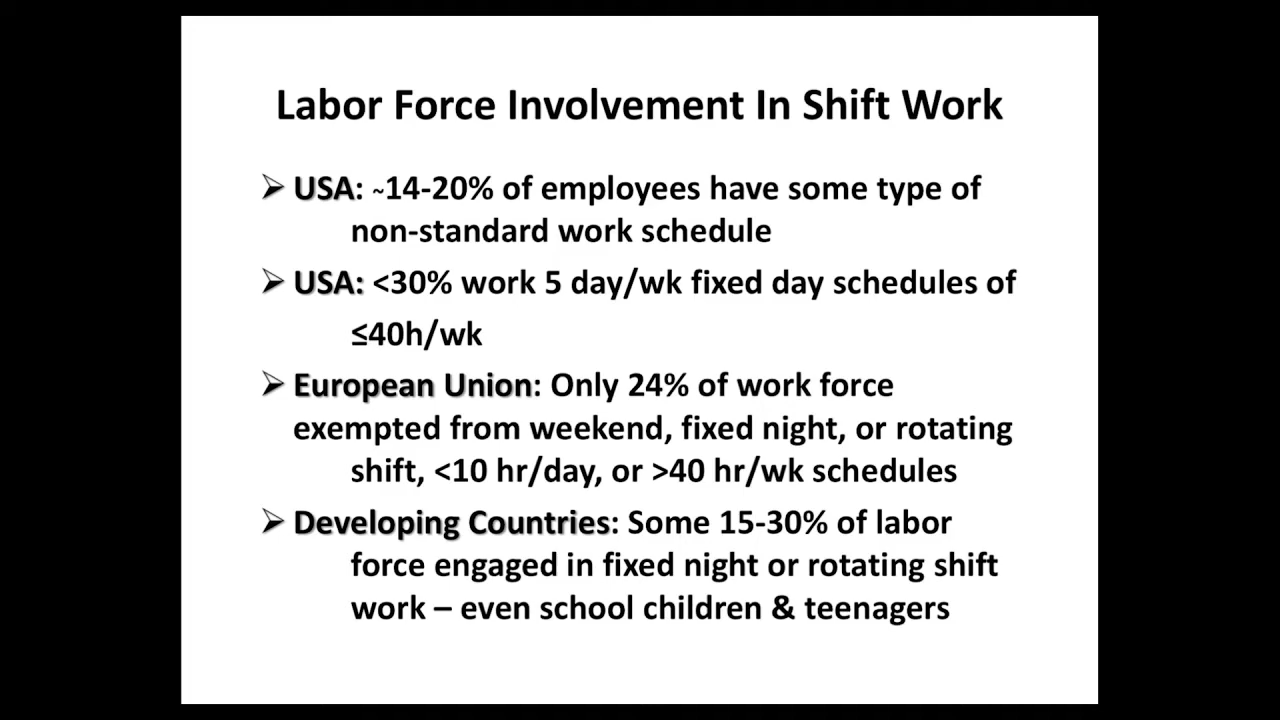 Labor Force Involvement In Shift Work
➢ USA: ~14-20% of employees have some type of
non-standard work schedule
➢ USA: <30% work 5 day/wk fixed day schedules of
≤40h/wk
➢ European Union: Only 24% of work force
exempted from weekend, fixed night, or rotating
shift, <10 hr/day, or >40 hr/wk schedules
➢ Developing Countries: Some 15-30% of labor
force engaged in fixed night or rotating shift
work – even school children & teenagers